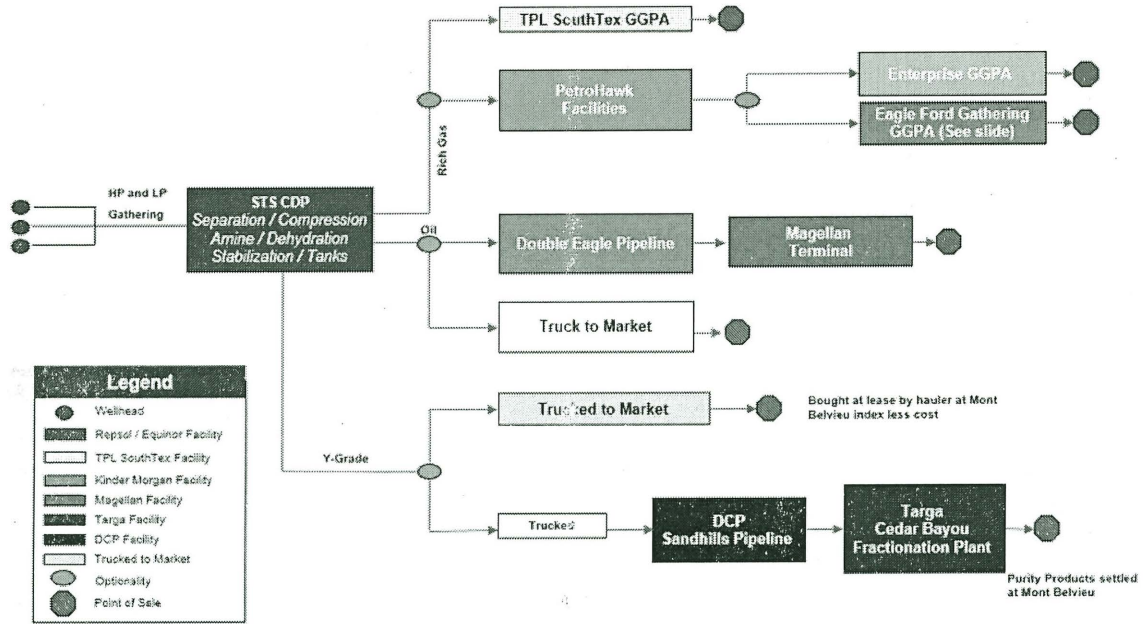 TPL SouthTex GGPA
PetroHawk
Facilities
Enterprise GGPA
Eagle Ford Gathering
GGPA (See slide)
Rich Gas
HP and LP
Gathering
STS CDP
Separation / Compression
Amine / Dehydration
Stabilization / Tanks
Oil
Double Eagle Pipeline
Magellan
Terminal
Truck to Market
Trucked to Market
Bought at lease by hauler at Mont
Belvieu index less cost
Y-Grade
Trucked
DCP
Sandhills Pipeline
Targa
Cedar Bayou
Fractionation Plant
Purity Products settled
at Mont Belvieu
Legend
Wellhead
Repsol / Equinor Facility
TPL SouthTex Facility
Kinder Morgan Facility
Magellan Facility
Targa Facility
DCP Facility
Trucked to Market
Optionality
Point of Sale